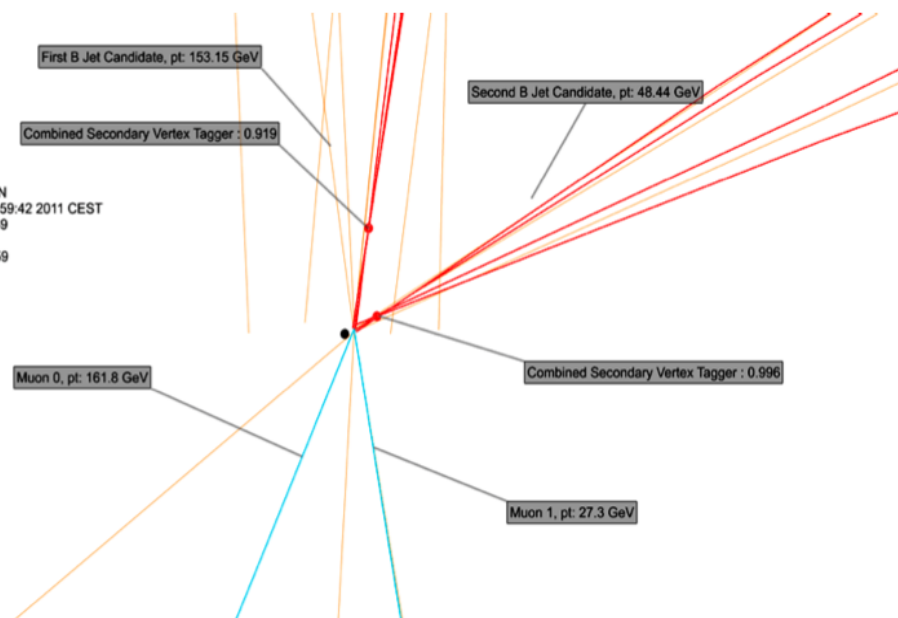 First B Jet Candidate, pt: 153.15 GeV
Second B Jet Candidate, pt: 48.44 GeV
Combined Secondary Vertex Tagger : 0.919
N
59:42 2011 CEST
9
59
Muon 0, pt: 161.8 GeV
Combined Secondary Vertex Tagger : 0.996
Muon 1, pt: 27.3 GeV